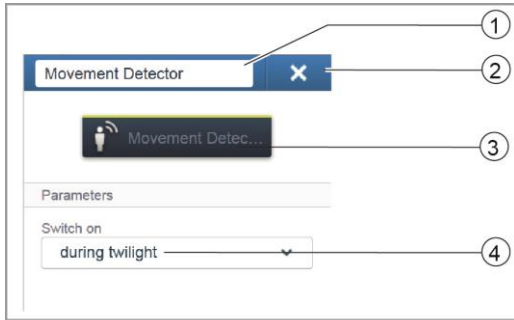 1
Movement Detector
2
Movement Detec...
3
Parameters
Switch on
during twilight
4